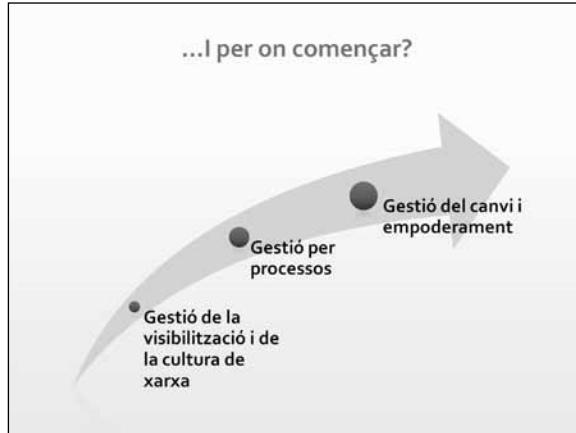 ...I per on començar?
Gestió del canvi i
empoderament
Gestió per
processos
Gestió de la
visibilització i de
la cultura de
xarxa